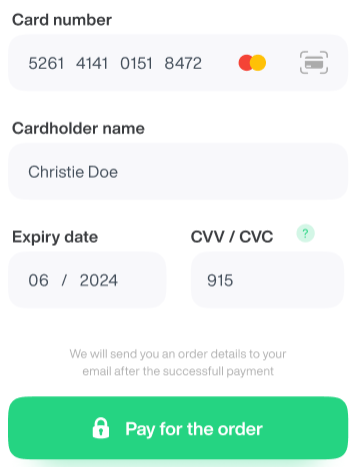 Card number
5261 4141 0151 8472
Cardholder name
Christie Doe
Expiry date
CVV / CVC ?
06 / 2024
915
We will send you an order details to your
email after the successfull payment
Pay for the order